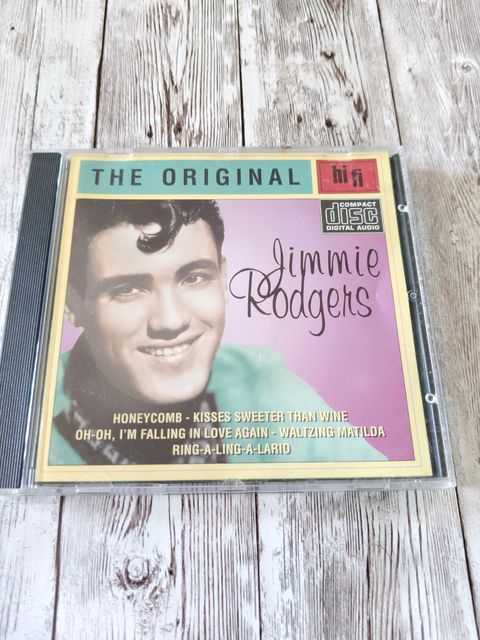 THE ORIGINAL
hi fi
COMPACT
disc
DIGITAL AUDIO
Jimmie
Rodgers
HONEYCOMB - KISSES SWEETER THAN WINE
OH-OH, I'M FALLING IN LOVE AGAIN - WALTZING MATILDA
RING-A-LING-A-LARIO